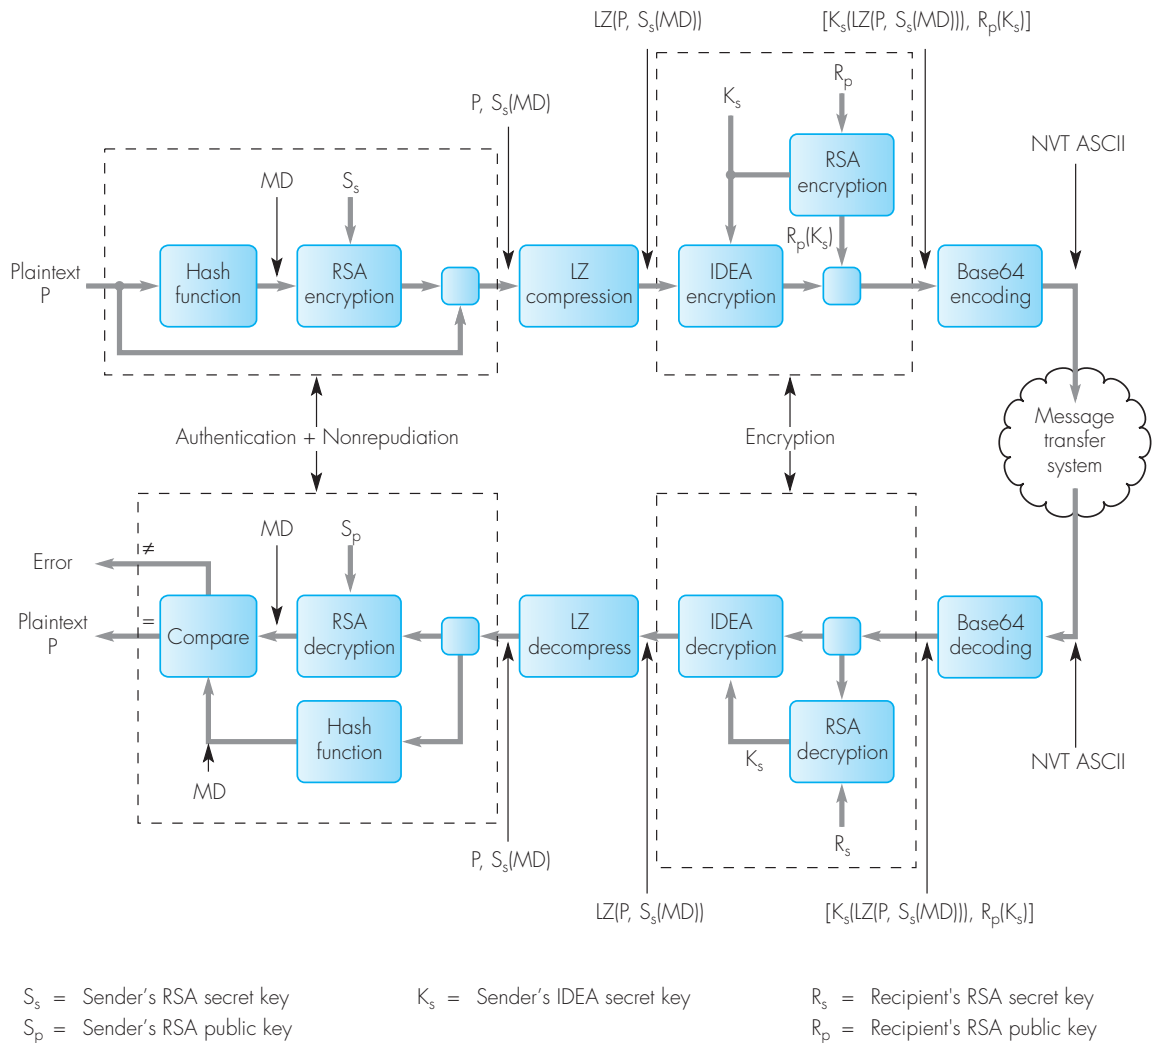 LZ(P, Sₛ(MD))
[Kₛ(LZ(P, Sₛ(MD))), Rₚ(Kₛ)]
Rₚ
Kₛ
P, Sₛ(MD)
NVT ASCII
RSA
encryption
MD
Sₛ
Rₚ(Kₛ)
Plaintext
P
Hash
function
RSA
encryption
LZ
compression
IDEA
encryption
Base64
encoding
Authentication + Nonrepudiation
Encryption
Message
transfer
system
MD
Sₚ
≠
Error
Plaintext
P
=
Compare
RSA
decryption
LZ
decompress
IDEA
decryption
Base64
decoding
Hash
function
RSA
decryption
Kₛ
NVT ASCII
MD
Rₛ
P, Sₛ(MD)
LZ(P, Sₛ(MD))
[Kₛ(LZ(P, Sₛ(MD))), Rₚ(Kₛ)]
Sₛ = Sender's RSA secret key
Kₛ = Sender's IDEA secret key
Rₛ = Recipient's RSA secret key
Sₚ = Sender's RSA public key
Rₚ = Recipient's RSA public key